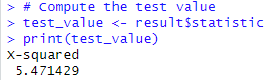 > # Compute the test value
> test_value <- result$statistic
> print(test_value)
X-squared
5.471429